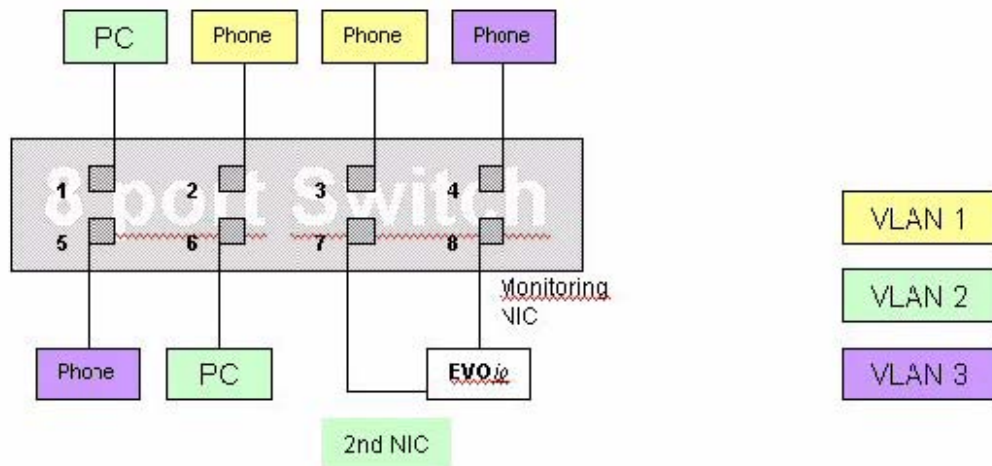 PC
Phone
Phone
Phone
8 port Switch
1
2
3
4
5
6
7
8
Monitoring
NIC
Phone
PC
EVOip
2nd NIC
VLAN 1
VLAN 2
VLAN 3